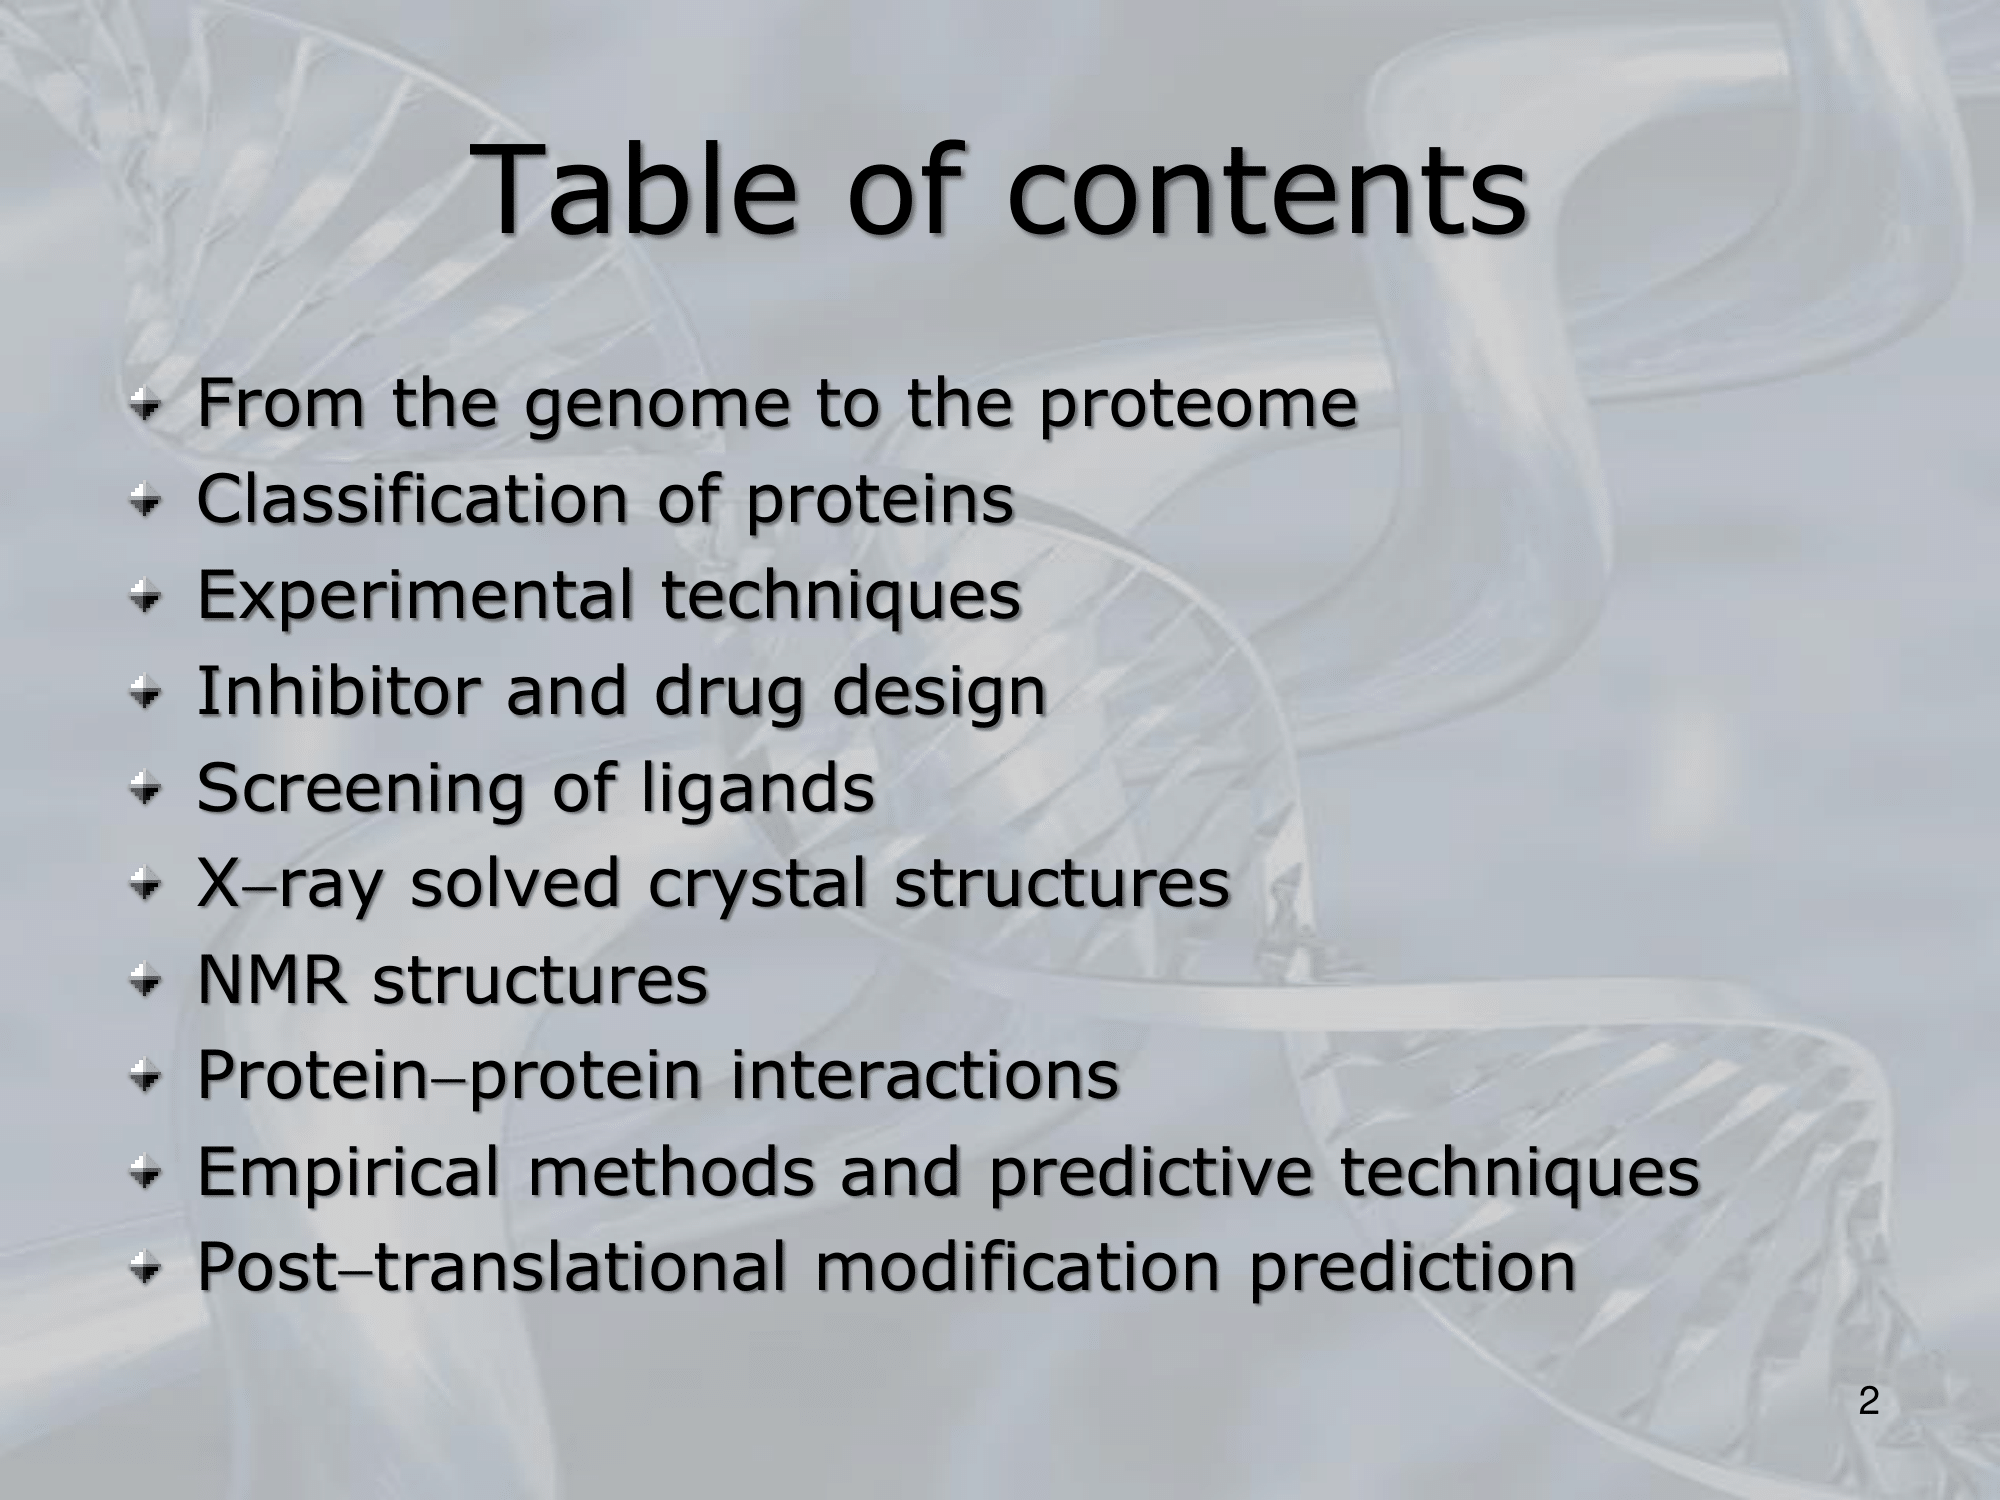 Table of contents
From the genome to the proteome
Classification of proteins
Experimental techniques
Inhibitor and drug design
Screening of ligands
X–ray solved crystal structures
NMR structures
Protein–protein interactions
Empirical methods and predictive techniques
Post–translational modification prediction
2